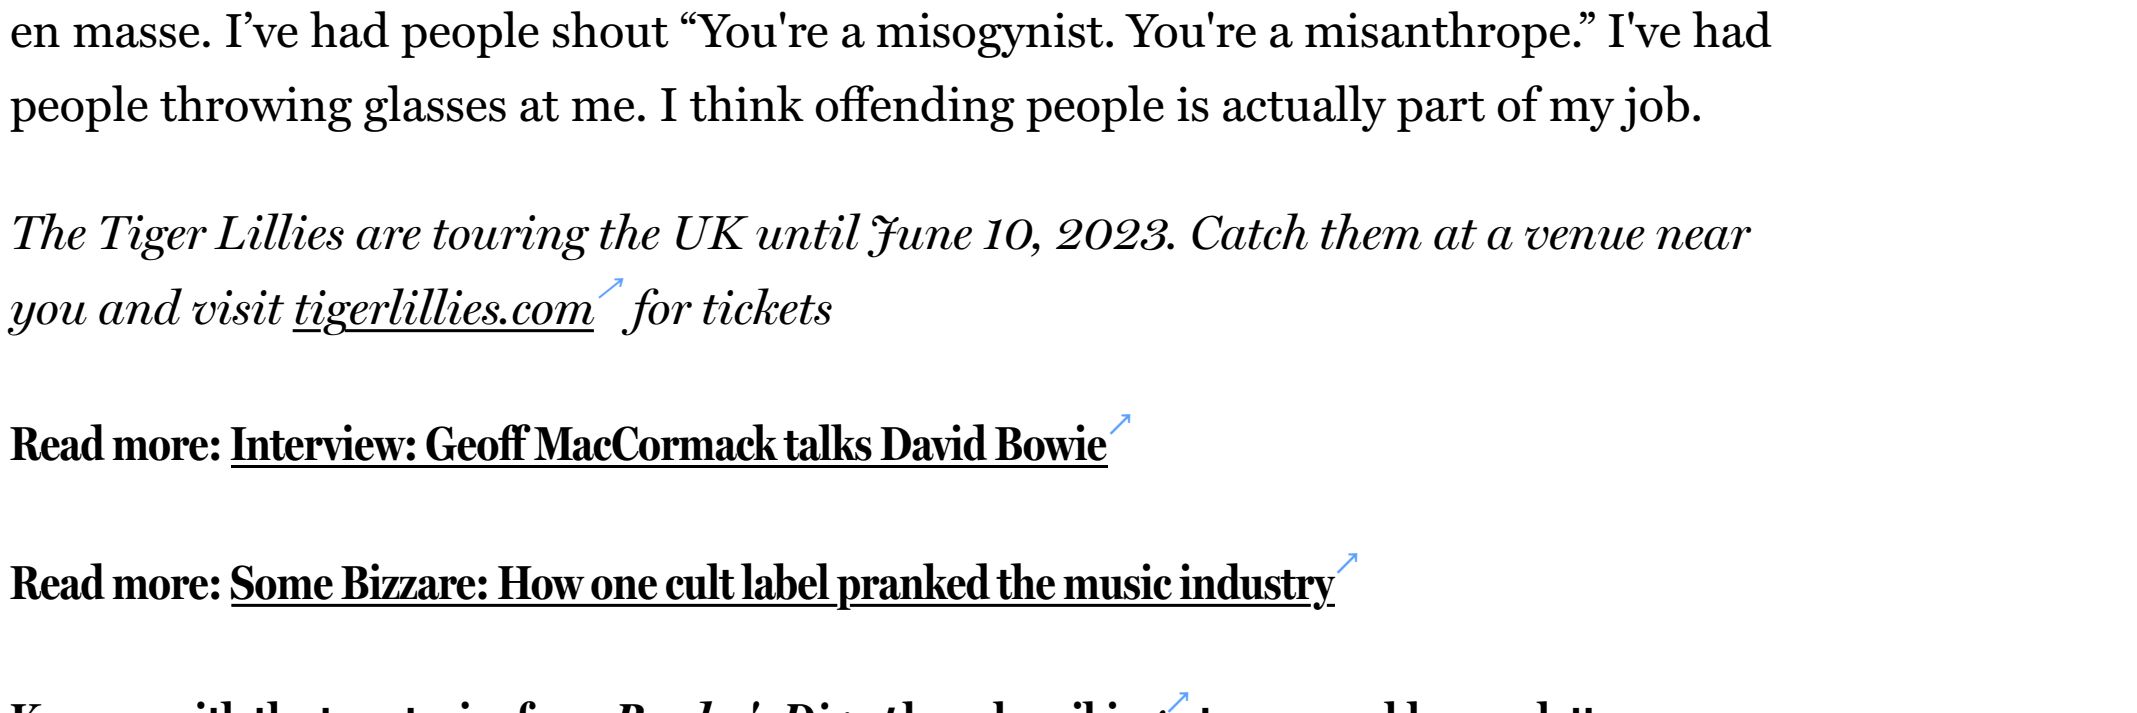 en masse. I’ve had people shout “You're a misogynist. You're a misanthrope.” I've had
people throwing glasses at me. I think offending people is actually part of my job.
The Tiger Lillies are touring the UK until June 10, 2023. Catch them at a venue near
you and visit tigerlillies.com for tickets
Read more: Interview: Geoff MacCormack talks David Bowie
Read more: Some Bizzare: How one cult label pranked the music industry